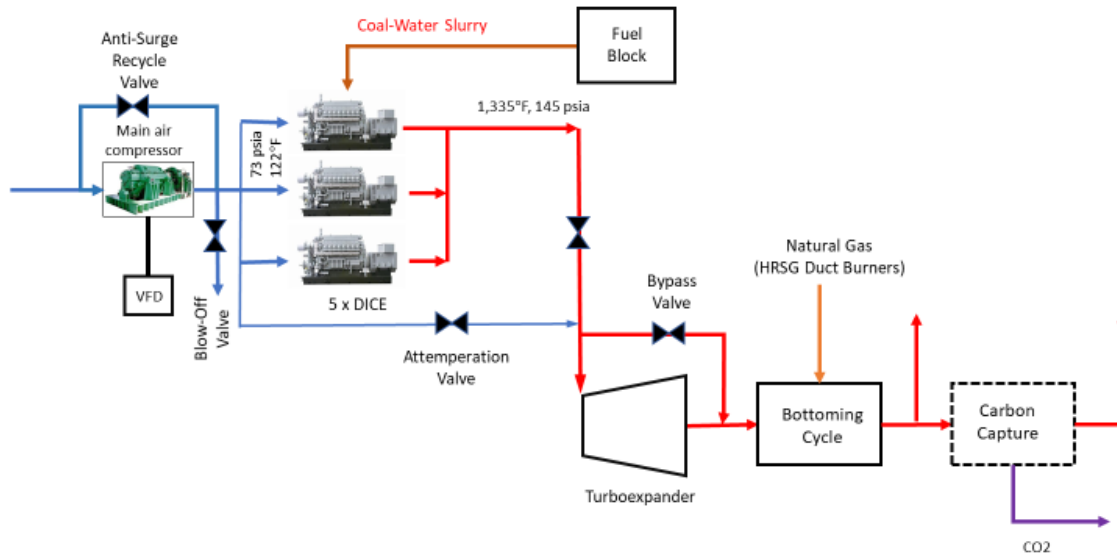 Coal-Water Slurry
Fuel
Block
Anti-Surge
Recycle
Valve
Main air
compressor
73 psia
122°F
1,335°F, 145 psia
VFD
Blow-Off
Valve
5 x DICE
Attemperation
Valve
Bypass
Valve
Natural Gas
(HRSG Duct Burners)
Turboexpander
Bottoming
Cycle
Carbon
Capture
CO2